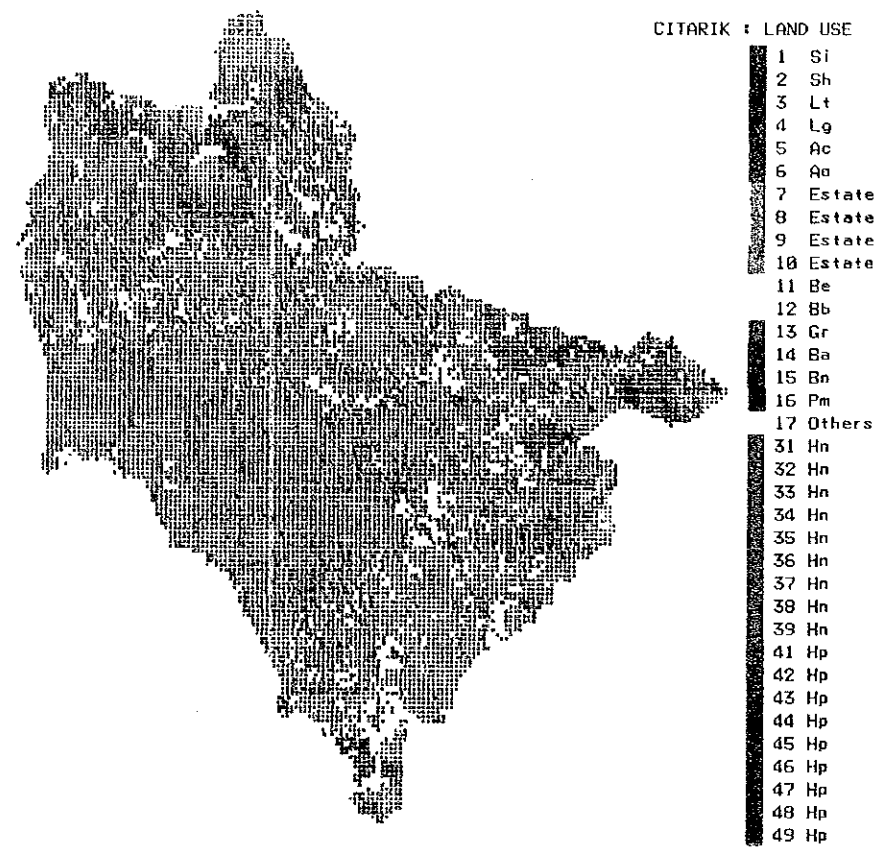 CITARIK : LAND USE
1 Si
2 Sh
3 Lt
4 Lg
5 Ac
6 Aa
7 Estate
8 Estate
9 Estate
10 Estate
11 Be
12 Bb
13 Gr
14 Ba
15 Bn
16 Pm
17 Others
31 Hn
32 Hn
33 Hn
34 Hn
35 Hn
36 Hn
37 Hn
38 Hn
39 Hn
41 Hp
42 Hp
43 Hp
44 Hp
45 Hp
46 Hp
47 Hp
48 Hp
49 Hp